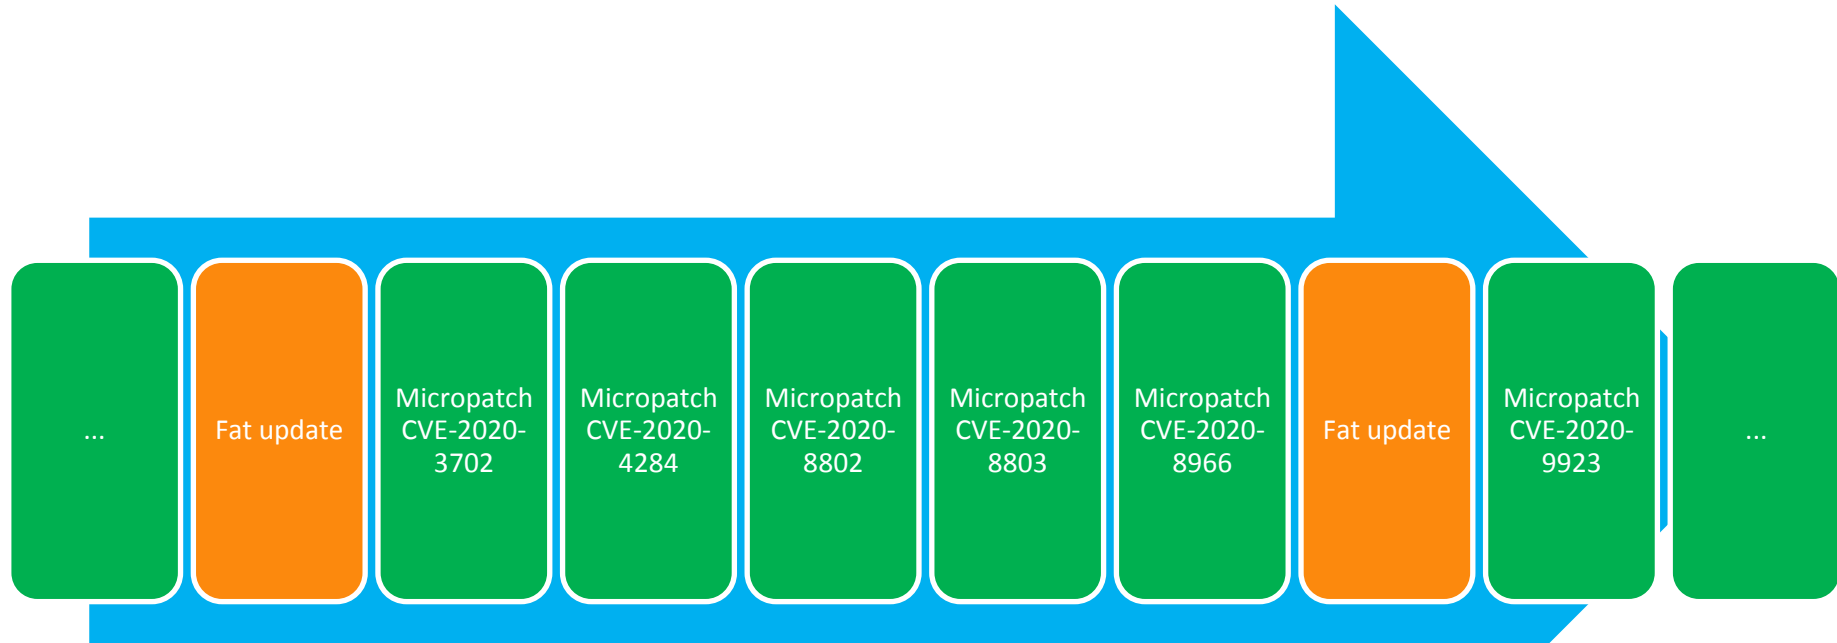 ...
Fat update
Micropatch
CVE-2020-
3702
Micropatch
CVE-2020-
4284
Micropatch
CVE-2020-
8802
Micropatch
CVE-2020-
8803
Micropatch
CVE-2020-
8966
Fat update
Micropatch
CVE-2020-
9923
...